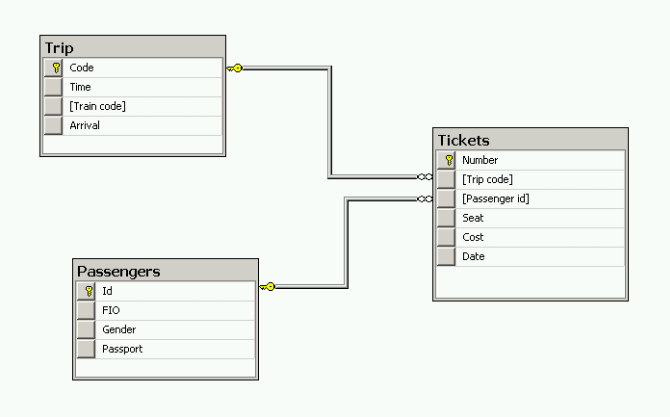 Trip
Code
Time
[Train code]
Arrival
Tickets
Number
[Trip code]
[Passenger id]
Seat
Cost
Date
Passengers
Id
FIO
Gender
Passport